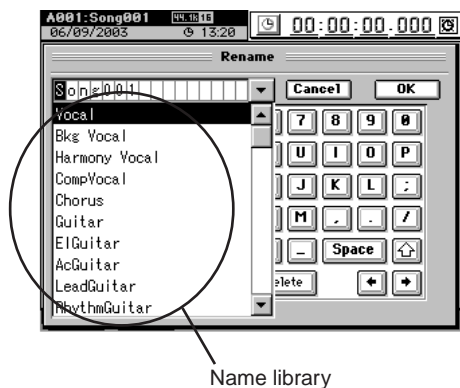 A001:Song001 44.1k 16 00:00:00.000
06/09/2003 13:20
Rename
Song001 Cancel OK
Vocal 7 8 9 0
Bkg Vocal
Harmony Vocal U I O P
CompVocal J K L ;
Chorus
Guitar M , . /
ElGuitar
AcGuitar _ Space
LeadGuitar elete
RhythmGuitar
Name library